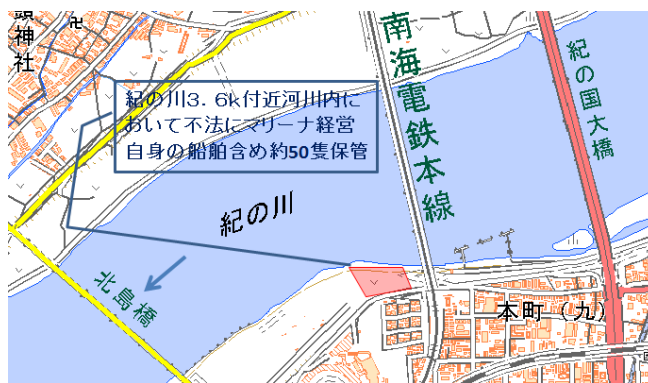 頭神社
卍
紀の川3.6k付近河川内に
おいて不法にマリーナ経営
自身の船舶含め約50隻保管
南海電鉄本線
紀の国大橋
紀の川
北島橋
本町(九)